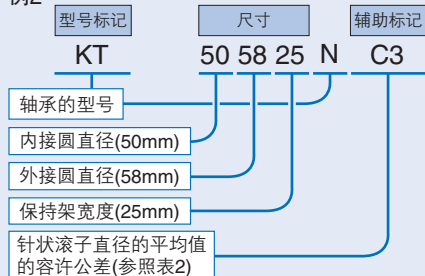 例2
型号标记 尺寸 辅助标记
KT 50 58 25 N C3
轴承的型号
内接圆直径(50mm)
外接圆直径(58mm)
保持架宽度(25mm)
针状滚子直径的平均值
的容许公差(参照表2)